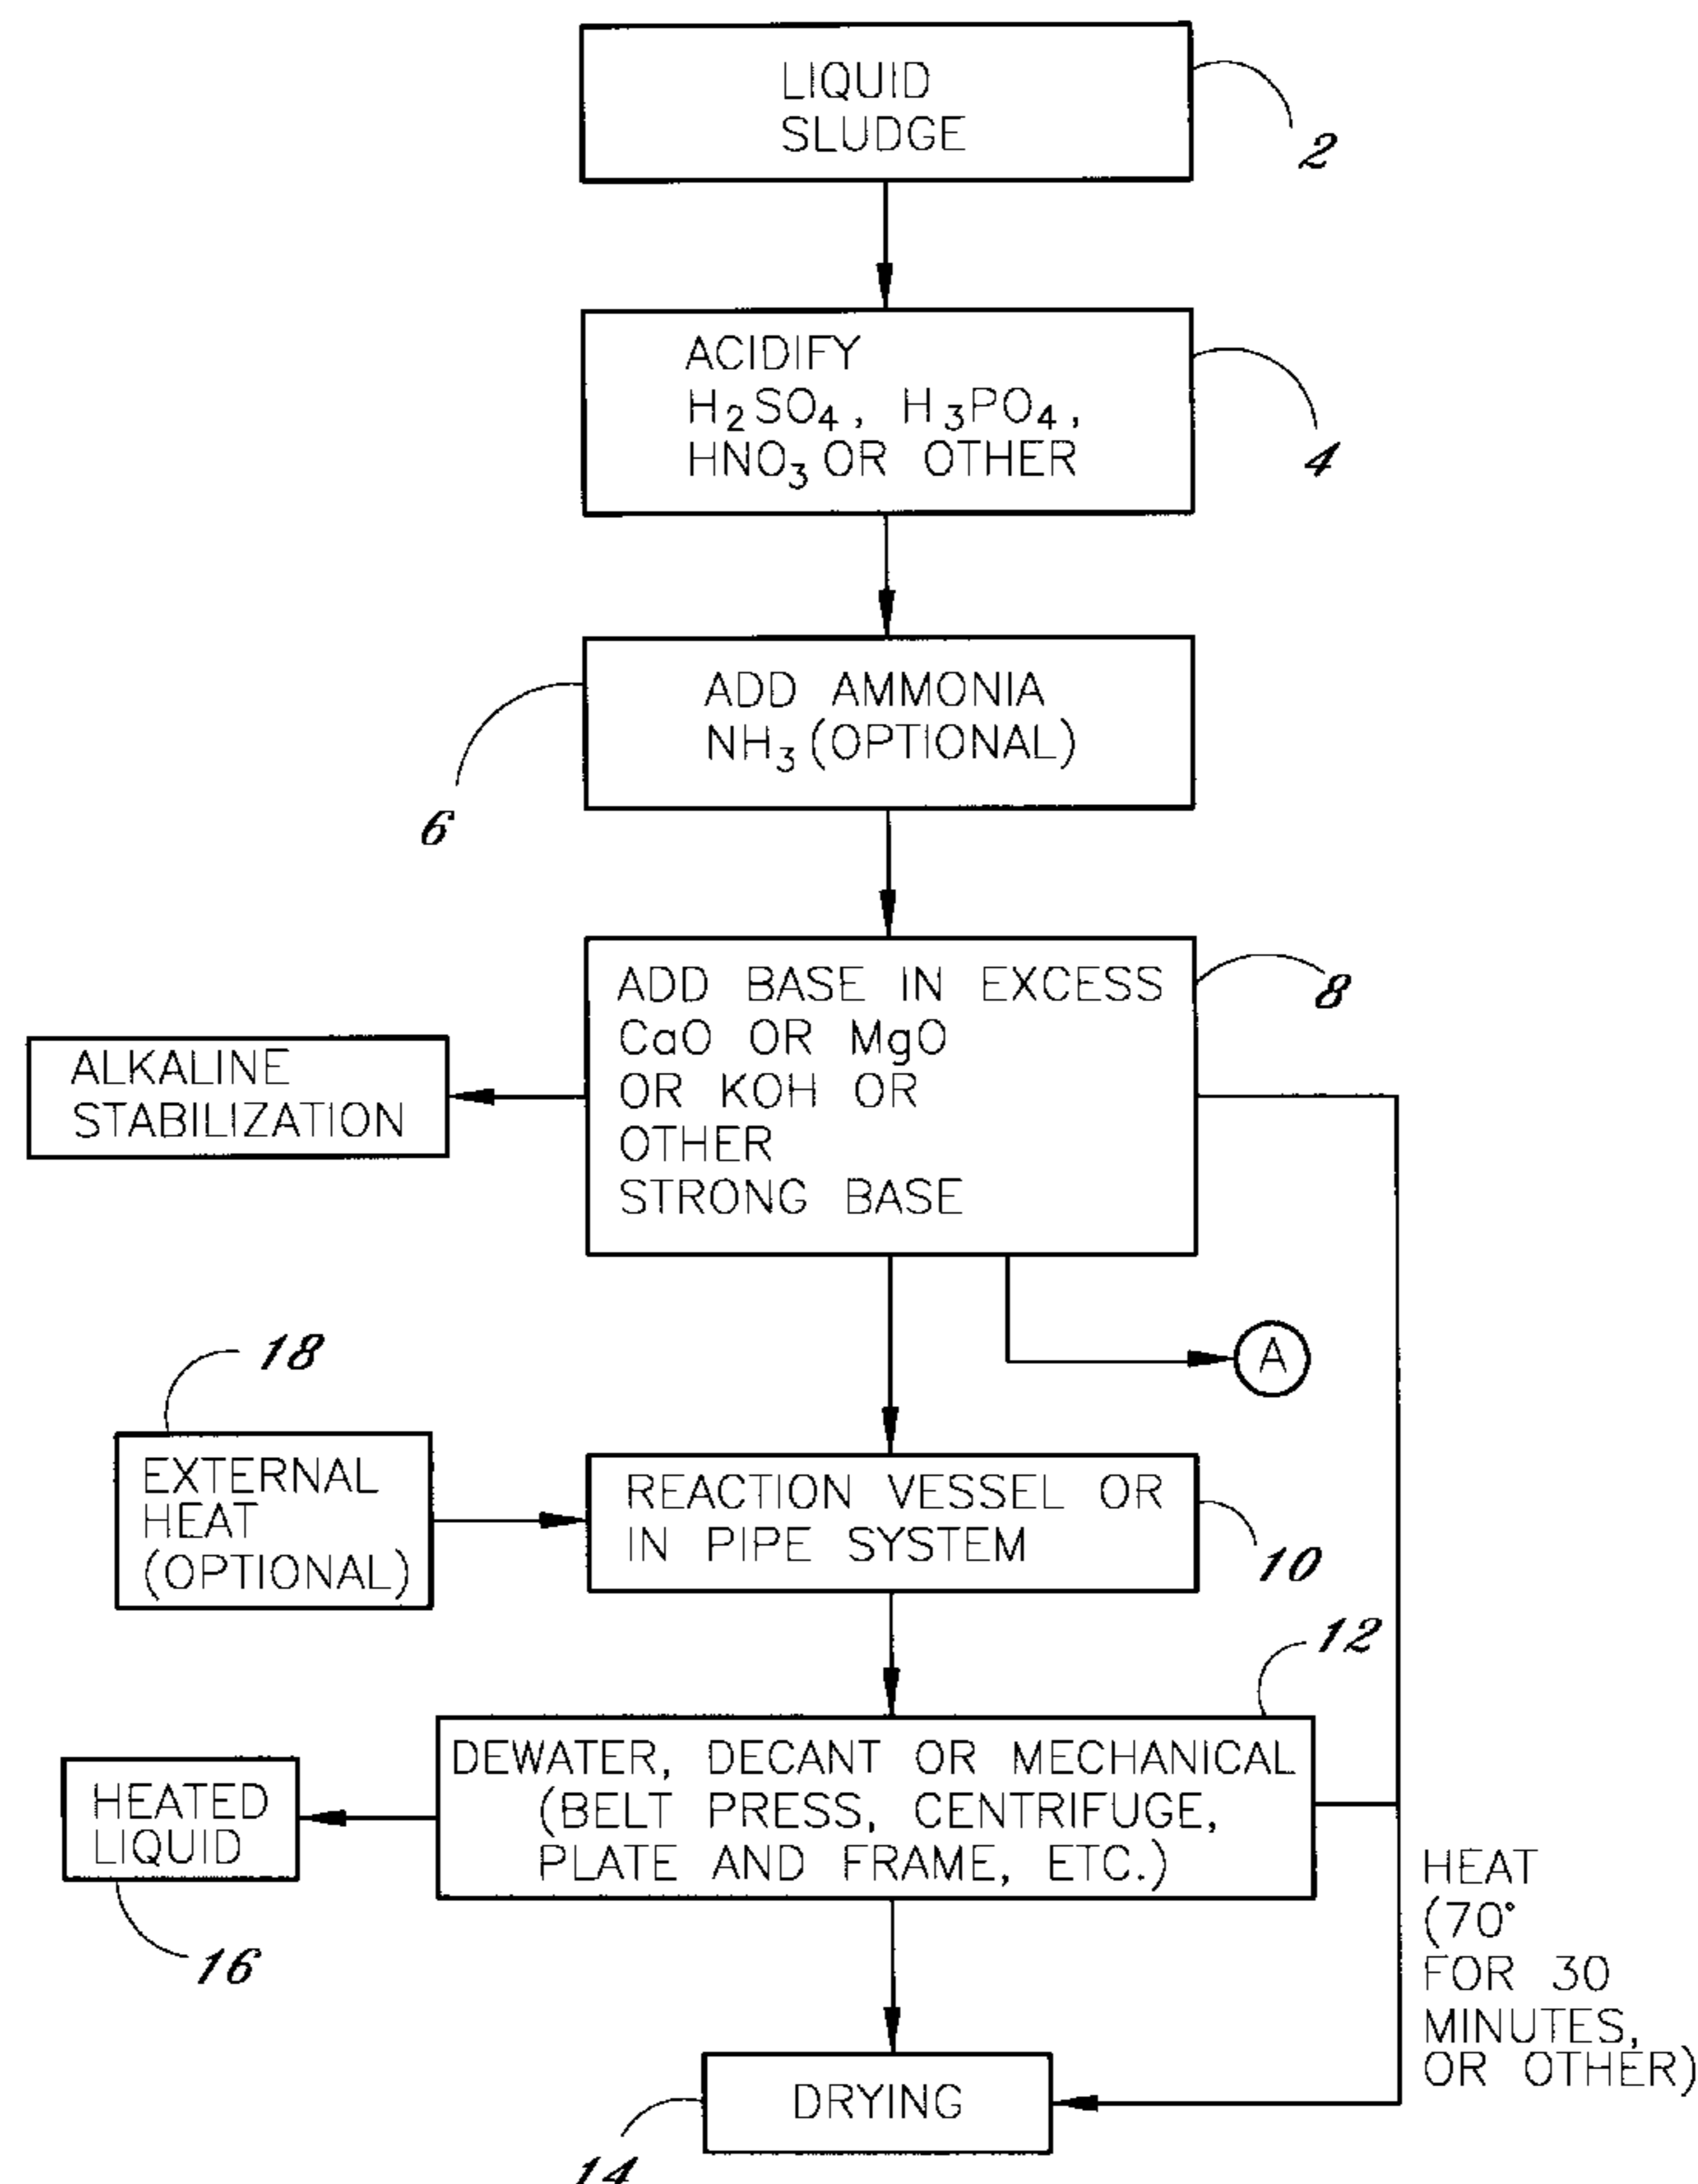 LIQUID
SLUDGE
2
ACIDIFY
H₂SO₄, H₃PO₄,
HNO₃ OR OTHER
4
ADD AMMONIA
NH₃ (OPTIONAL)
6
ADD BASE IN EXCESS
CaO OR MgO
OR KOH OR
OTHER
STRONG BASE
8
ALKALINE
STABILIZATION
A
18
EXTERNAL
HEAT
(OPTIONAL)
REACTION VESSEL OR
IN PIPE SYSTEM
10
12
DEWATER, DECANT OR MECHANICAL
(BELT PRESS, CENTRIFUGE,
PLATE AND FRAME, ETC.)
HEATED
LIQUID
16
HEAT
(70°
FOR 30
MINUTES,
OR OTHER)
DRYING
14